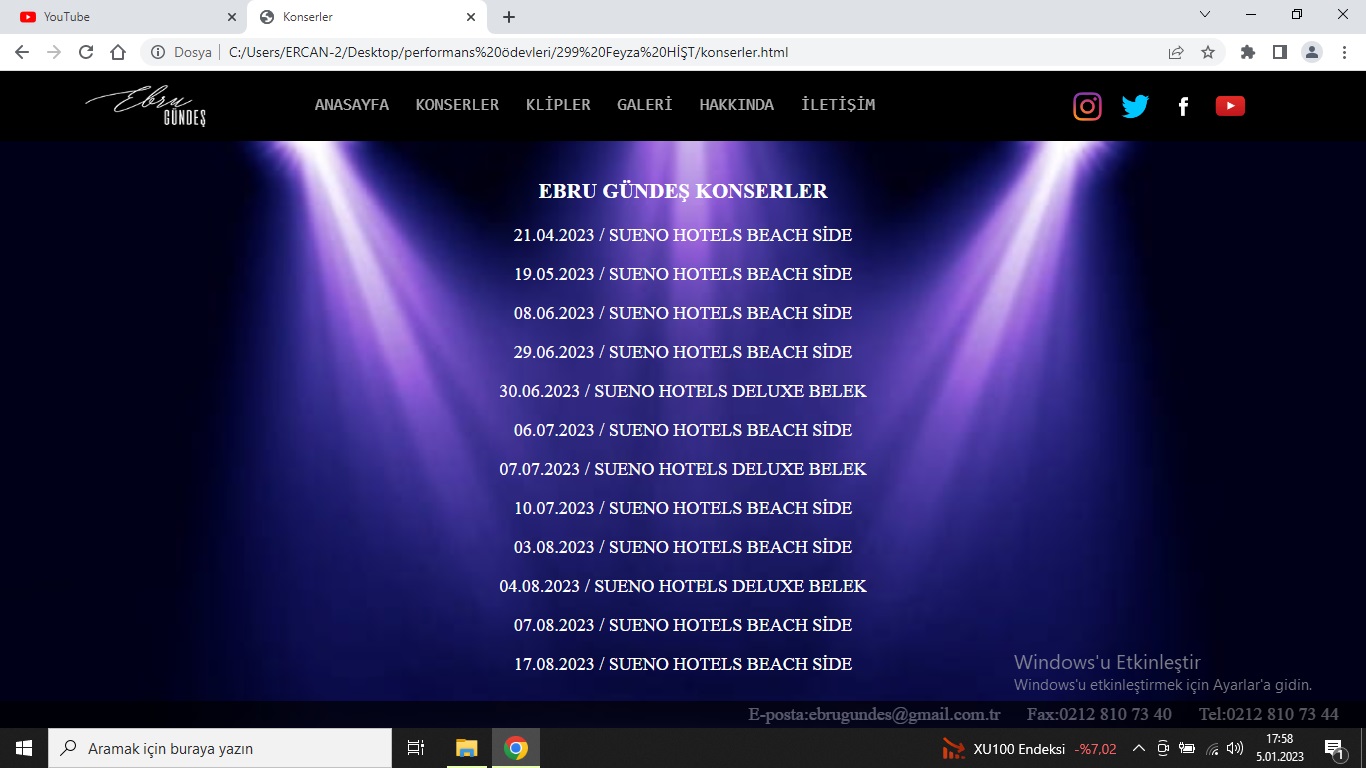 YouTube
Konserler
Dosya C:/Users/ERCAN-2/Desktop/performans%20ödevleri/299%20Feyza%20HİŞT/konserler.html
Ebru
GÜNDEŞ
ANASAYFA KONSERLER KLİPLER GALERİ HAKKINDA İLETİŞİM
EBRU GÜNDEŞ KONSERLER
21.04.2023 / SUENO HOTELS BEACH SİDE
19.05.2023 / SUENO HOTELS BEACH SİDE
08.06.2023 / SUENO HOTELS BEACH SİDE
29.06.2023 / SUENO HOTELS BEACH SİDE
30.06.2023 / SUENO HOTELS DELUXE BELEK
06.07.2023 / SUENO HOTELS BEACH SİDE
07.07.2023 / SUENO HOTELS DELUXE BELEK
10.07.2023 / SUENO HOTELS BEACH SİDE
03.08.2023 / SUENO HOTELS BEACH SİDE
04.08.2023 / SUENO HOTELS DELUXE BELEK
07.08.2023 / SUENO HOTELS BEACH SİDE
17.08.2023 / SUENO HOTELS BEACH SİDE
Windows'u Etkinleştir
Windows'u etkinleştirmek için Ayarlar'a gidin.
E-posta:ebrugundes@gmail.com.tr Fax:0212 810 73 40 Tel:0212 810 73 44
Aramak için buraya yazın
XU100 Endeksi -%7,02
17:58
5.01.2023
1